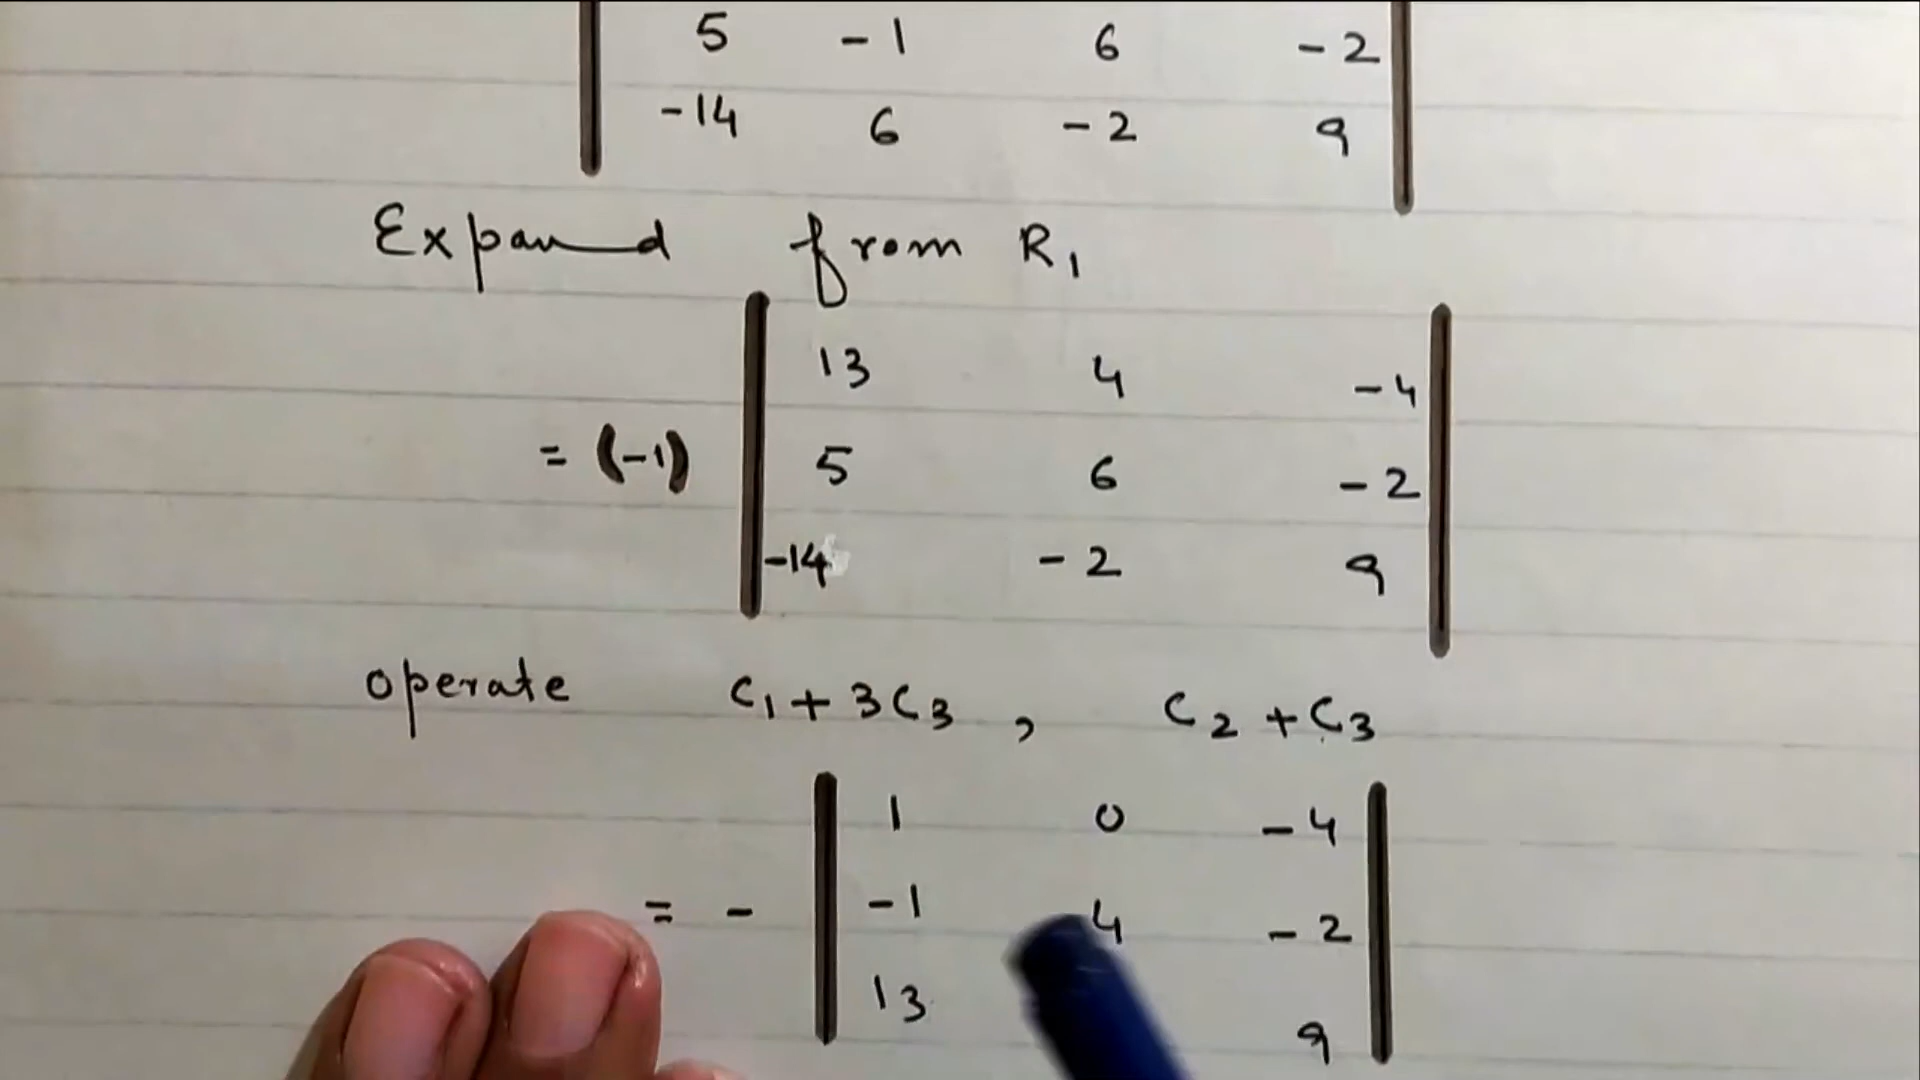 5 -1 6 -2
-14 6 -2 9
Expand from R₁
13 4 -4
= (-1) 5 6 -2
-14 -2 9
operate C₁ + 3C₃ , C₂ + C₃
1 0 -4
= - -1 4 -2
13 9